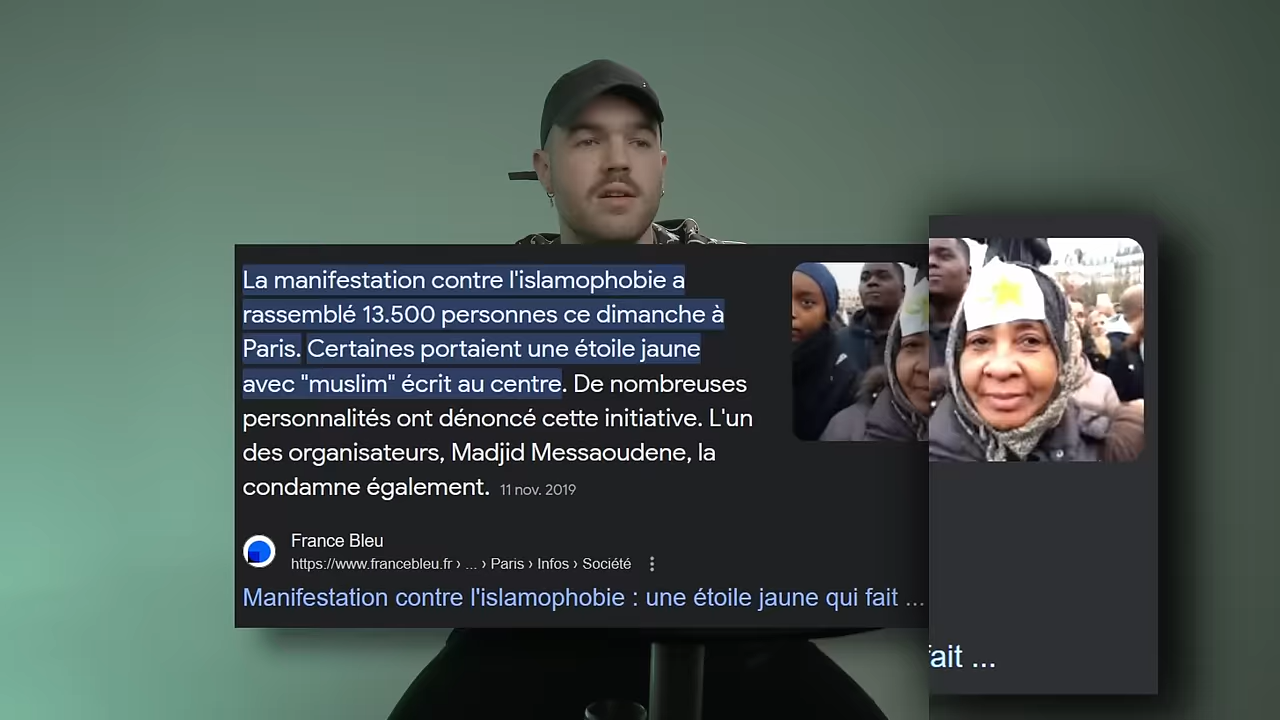 La manifestation contre l'islamophobie a
rassemblé 13.500 personnes ce dimanche à
Paris. Certaines portaient une étoile jaune
avec "muslim" écrit au centre. De nombreuses
personnalités ont dénoncé cette initiative. L'un
des organisateurs, Madjid Messaoudene, la
condamne également. 11 nov. 2019
France Bleu
https://www.francebleu.fr › ... › Paris › Infos › Société
Manifestation contre l'islamophobie : une étoile jaune qui fait ...
fait ...